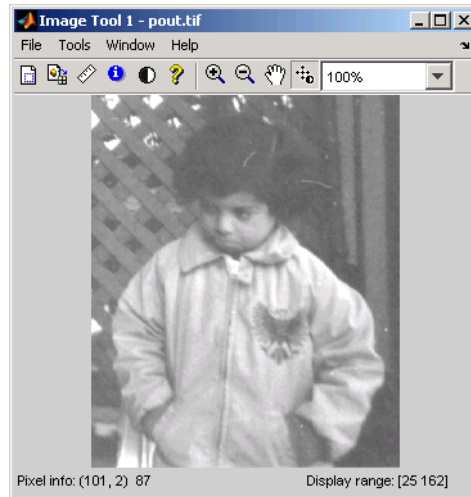 Image Tool 1 - pout.tif
File Tools Window Help
100%
Pixel info: (101, 2) 87 Display range: [25 162]